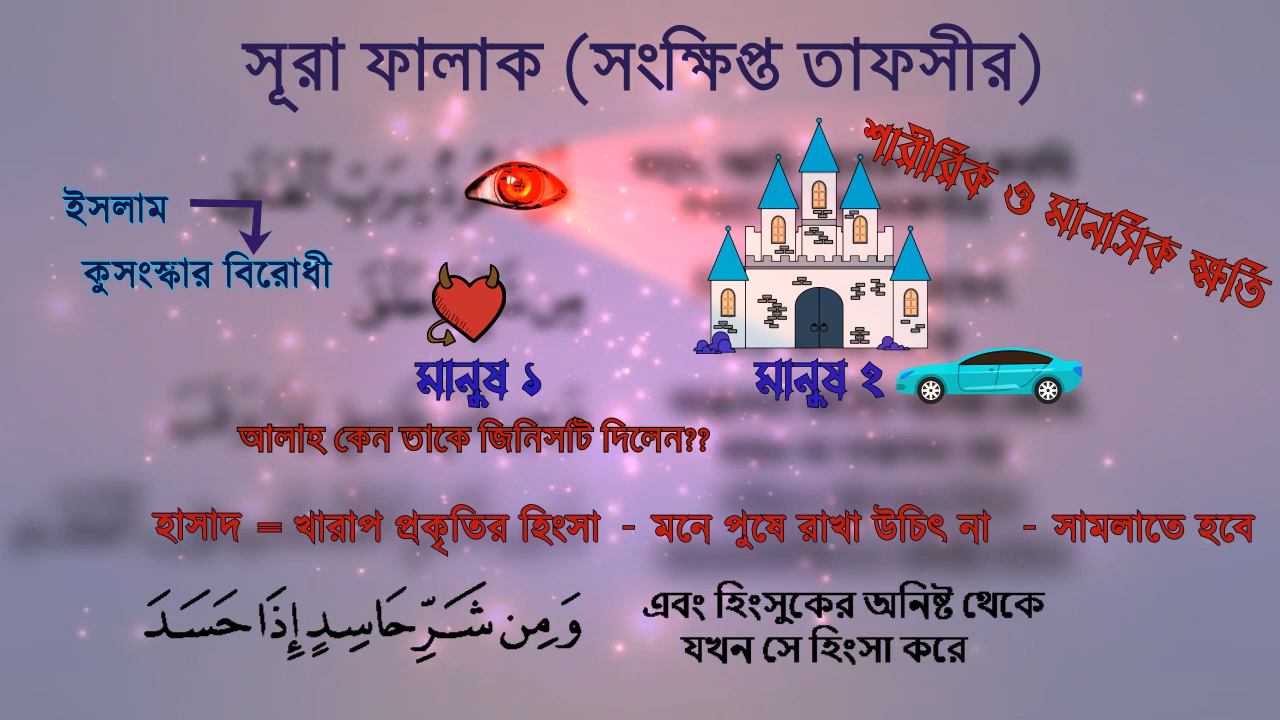 সূরা ফালাক (সংক্ষিপ্ত তাফসীর)
শারীরিক ও মানসিক ক্ষতি
ইসলাম
কুসংস্কার বিরোধী
মানুষ ১
মানুষ ২
আলাহ কেন তাকে জিনিসটি দিলেন??
হাসাদ = খারাপ প্রকৃতির হিংসা - মনে পুষে রাখা উচিৎ না - সামলাতে হবে
وَمِن شَرِّ حَاسِدٍ إِذَا حَسَدَ
এবং হিংসুকের অনিষ্ট থেকে
যখন সে হিংসা করে